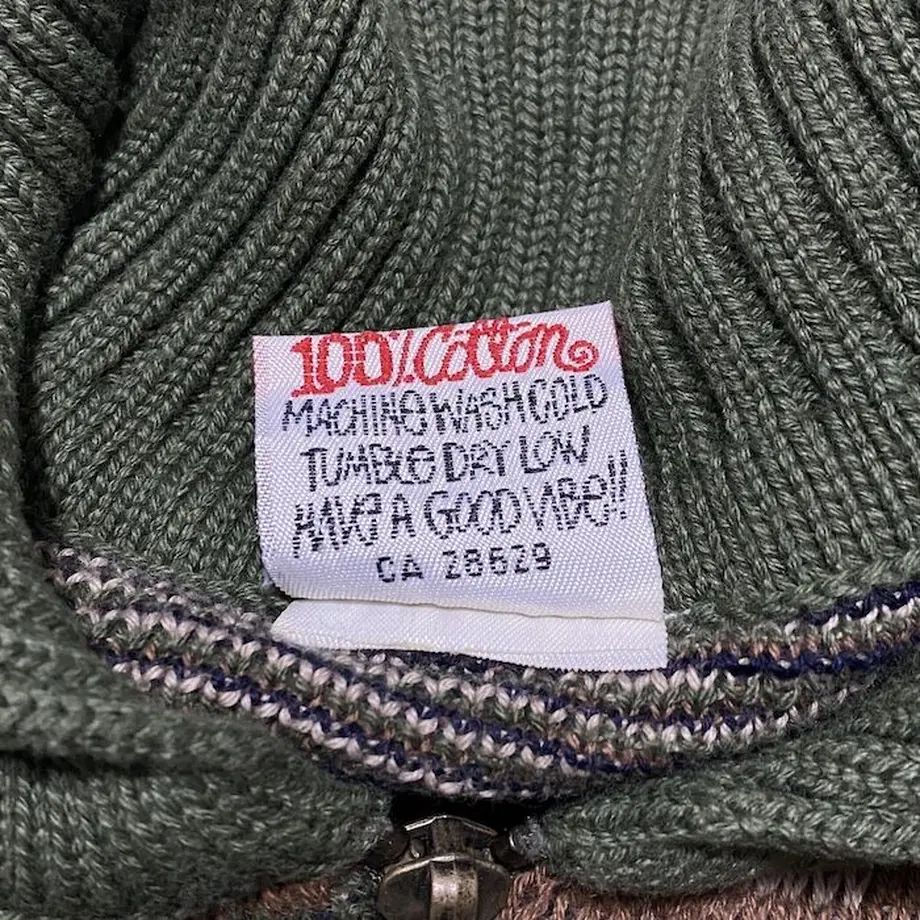 100% Cotton
MACHINe WASH COLD
TUMBLe DRY LOW
HAVe A GOOD VIBe!!
CA 28629